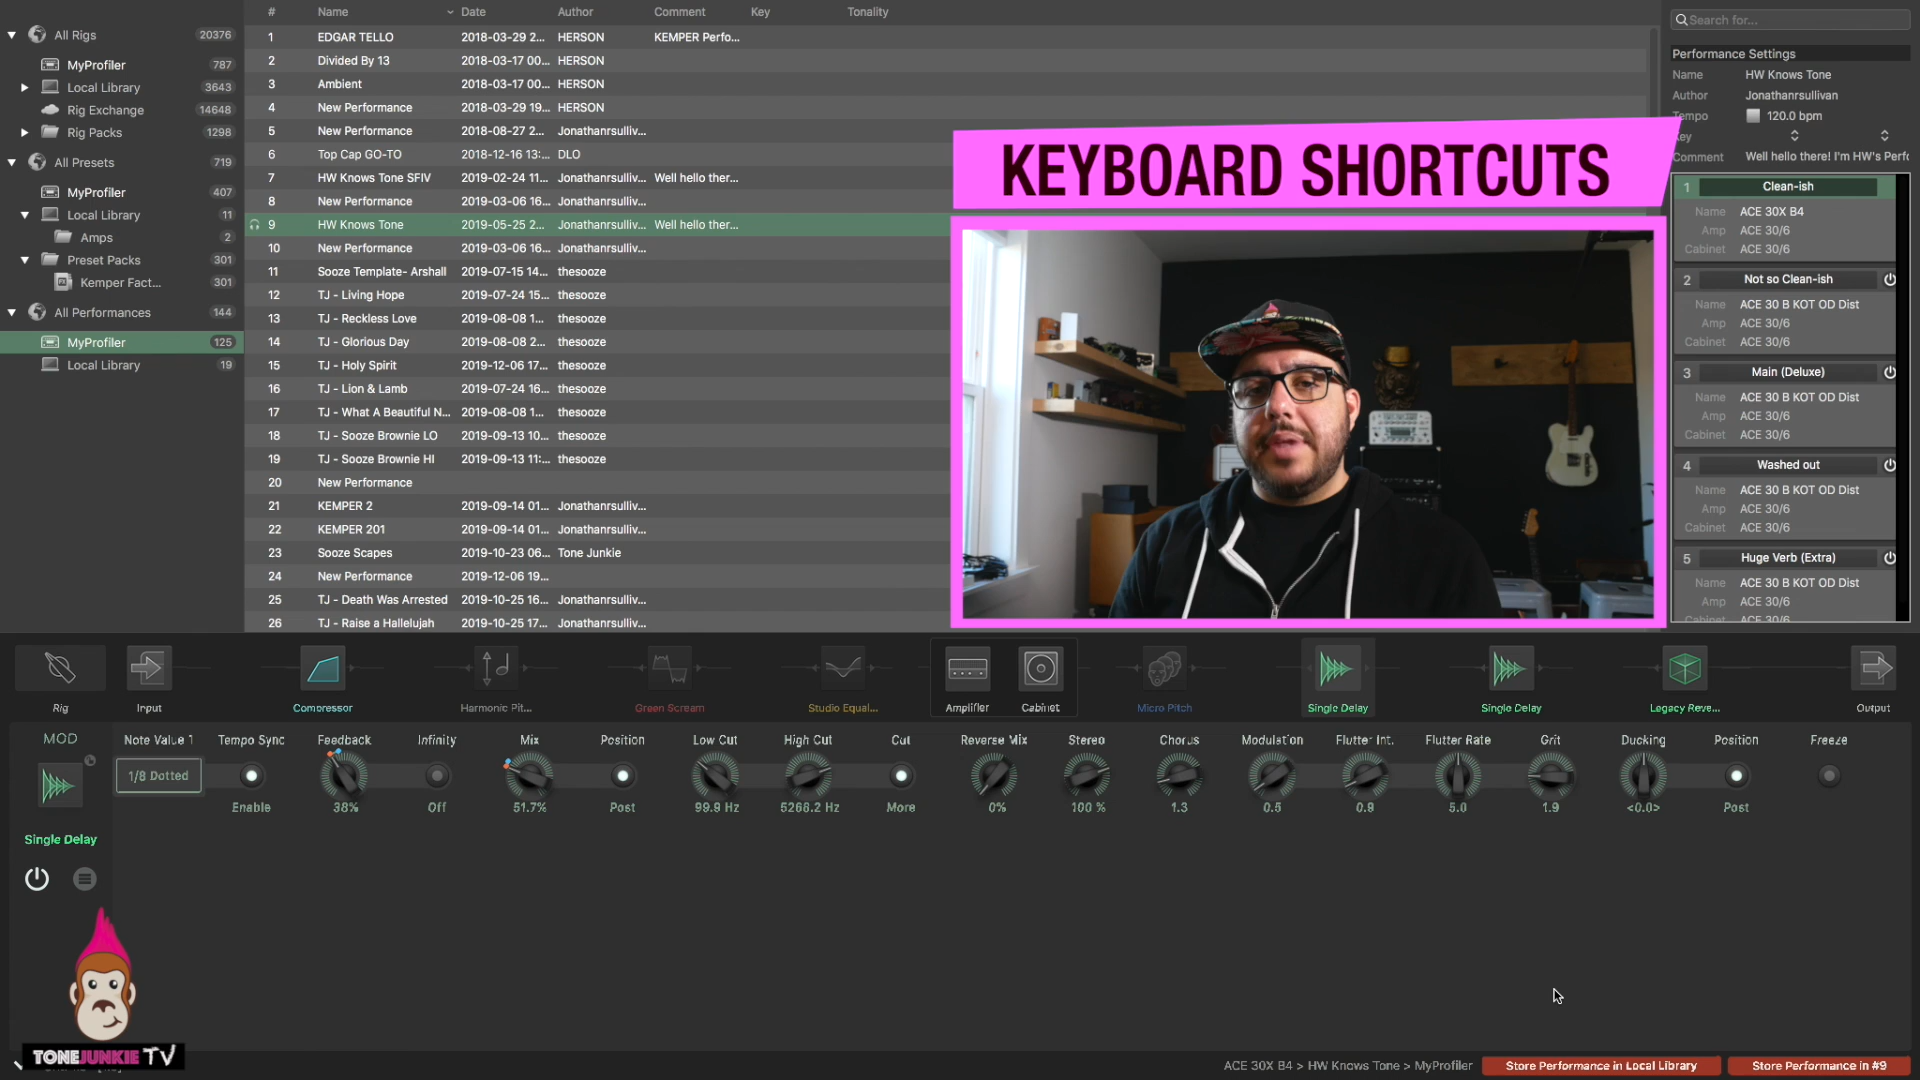 # Name Date Author Comment Key Tonality
Search for...
All Rigs 20376
MyProfiler 787
Local Library 3643
Rig Exchange 14648
Rig Packs 1298
All Presets 719
MyProfiler 407
Local Library 11
Amps 2
Preset Packs 301
Kemper Fact... 301
All Performances 144
MyProfiler 125
Local Library 19
1 EDGAR TELLO 2018-03-29 2... HERSON KEMPER Perfo...
2 Divided By 13 2018-03-17 00... HERSON
3 Ambient 2018-03-17 00... HERSON
4 New Performance 2018-03-29 19... HERSON
5 New Performance 2018-08-27 2... Jonathanrsulliv...
6 Top Cap GO-TO 2018-12-16 13:... DLO
7 HW Knows Tone SFIV 2019-02-24 11... Jonathanrsulliv... Well hello ther...
8 New Performance 2019-03-06 16... Jonathanrsulliv...
9 HW Knows Tone 2019-05-25 2... Jonathanrsulliv... Well hello ther...
10 New Performance 2019-03-06 16... Jonathanrsulliv...
11 Sooze Template- Arshall 2019-07-15 14... thesooze
12 TJ - Living Hope 2019-07-24 15... thesooze
13 TJ - Reckless Love 2019-08-08 1... thesooze
14 TJ - Glorious Day 2019-08-08 2... thesooze
15 TJ - Holy Spirit 2019-12-06 17... thesooze
16 TJ - Lion & Lamb 2019-07-24 16... thesooze
17 TJ - What A Beautiful N... 2019-08-08 1... thesooze
18 TJ - Sooze Brownie LO 2019-09-13 10... thesooze
19 TJ - Sooze Brownie HI 2019-09-13 11:... thesooze
20 New Performance
21 KEMPER 2 2019-09-14 01... Jonathanrsulliv...
22 KEMPER 201 2019-09-14 01... Jonathanrsulliv...
23 Sooze Scapes 2019-10-23 06... Tone Junkie
24 New Performance 2019-12-06 19...
25 TJ - Death Was Arrested 2019-10-25 16... Jonathanrsulliv...
26 TJ - Raise a Hallelujah 2019-10-25 17... Jonathanrsulliv...
KEYBOARD SHORTCUTS
Performance Settings
Name HW Knows Tone
Author Jonathanrsullivan
Tempo 120.0 bpm
Key
Comment Well hello there! I'm HW's Perfo
1 Clean-ish
Name ACE 30X B4
Amp ACE 30/6
Cabinet ACE 30/6
2 Not so Clean-ish
Name ACE 30 B KOT OD Dist
Amp ACE 30/6
Cabinet ACE 30/6
3 Main (Deluxe)
Name ACE 30 B KOT OD Dist
Amp ACE 30/6
Cabinet ACE 30/6
4 Washed out
Name ACE 30 B KOT OD Dist
Amp ACE 30/6
Cabinet ACE 30/6
5 Huge Verb (Extra)
Name ACE 30 B KOT OD Dist
Amp ACE 30/6
Cabinet ACE 30/6
Rig Input Compressor Harmonic Pit... Green Scream Studio Equal... Amplifier Cabinet Micro Pitch Single Delay Single Delay Legacy Reve... Output
MOD Note Value 1 Tempo Sync Feedback Infinity Mix Position Low Cut High Cut Cut Reverse Mix Stereo Chorus Modulation Flutter Int. Flutter Rate Grit Ducking Position Freeze
1/8 Dotted
Enable 38% Off 51.7% Post 99.9 Hz 5266.2 Hz More 0% 100 % 1.3 0.5 0.9 5.0 1.9 <0.0> Post
Single Delay
TONEJUNKIE TV
ACE 30X B4 > HW Knows Tone > MyProfiler Store Performance in Local Library Store Performance in #9